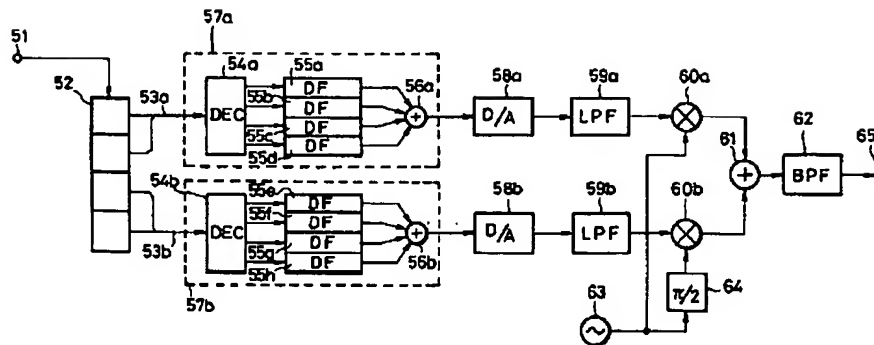 51
52
53a
53b
57a
54a
DEC
55a
DF
55b
DF
55c
DF
55d
DF
56a
58a
D/A
59a
LPF
60a
54b
DEC
55e
DF
55f
DF
55g
DF
55h
DF
56b
57b
58b
D/A
59b
LPF
60b
61
62
BPF
65
63
π/2
64